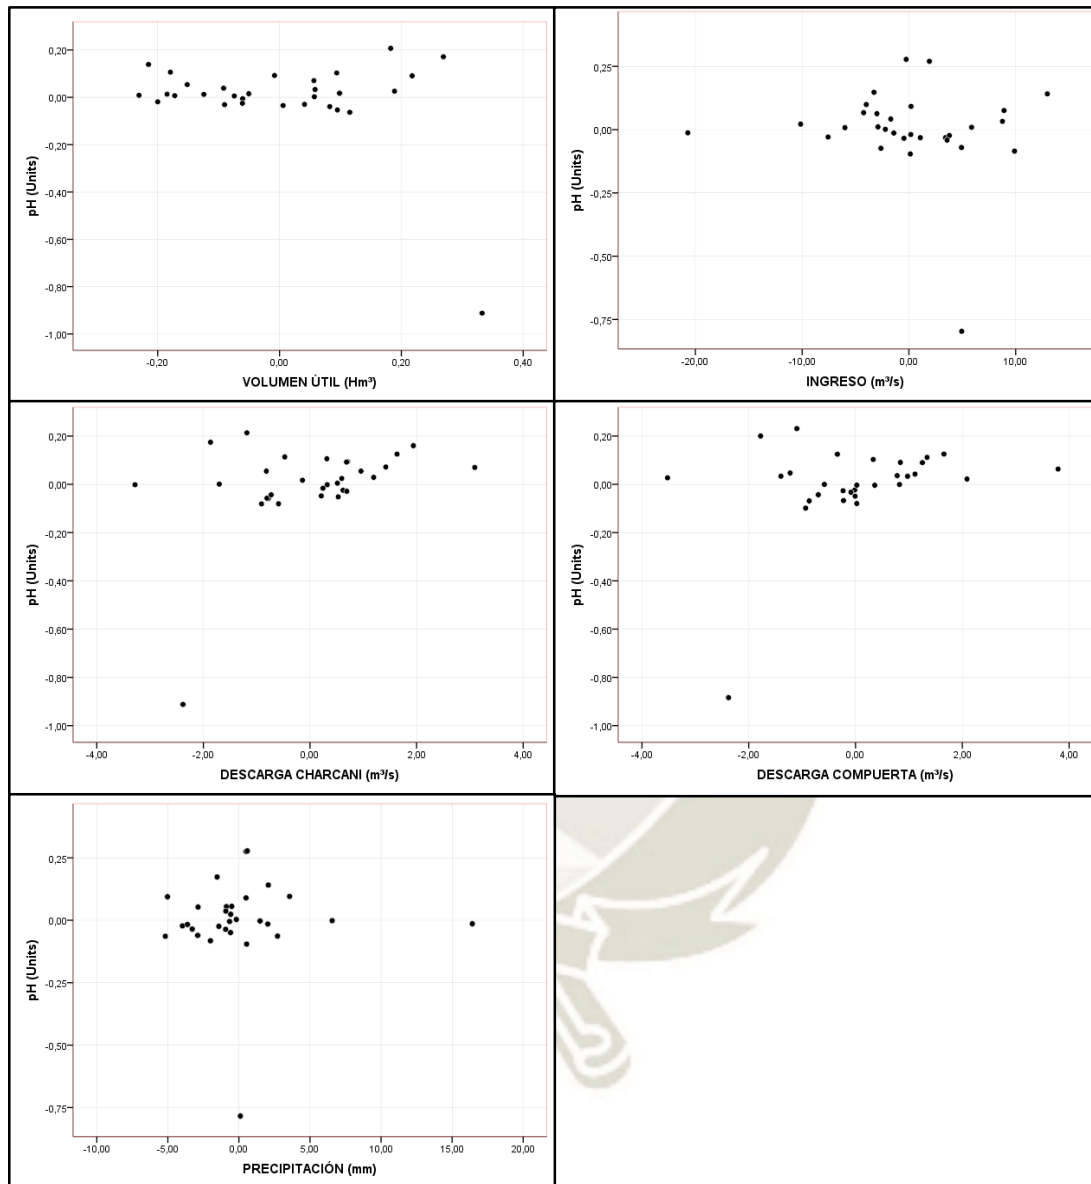 0,20
0,00
-0,20
-0,40
-0,60
-0,80
-1,00
pH (Units)
-0,20 0,00 0,20 0,40
VOLUMEN ÚTIL (Hm³)
0,25
0,00
-0,25
-0,50
-0,75
pH (Units)
-20,00 -10,00 0,00 10,00
INGRESO (m³/s)
0,20
0,00
-0,20
-0,40
-0,60
-0,80
-1,00
pH (Units)
-4,00 -2,00 0,00 2,00 4,00
DESCARGA CHARCANI (m³/s)
0,20
0,00
-0,20
-0,40
-0,60
-0,80
-1,00
pH (Units)
-4,00 -2,00 0,00 2,00 4,00
DESCARGA COMPUERTA (m³/s)
0,25
0,00
-0,25
-0,50
-0,75
pH (Units)
-10,00 -5,00 0,00 5,00 10,00 15,00 20,00
PRECIPITACIÓN (mm)